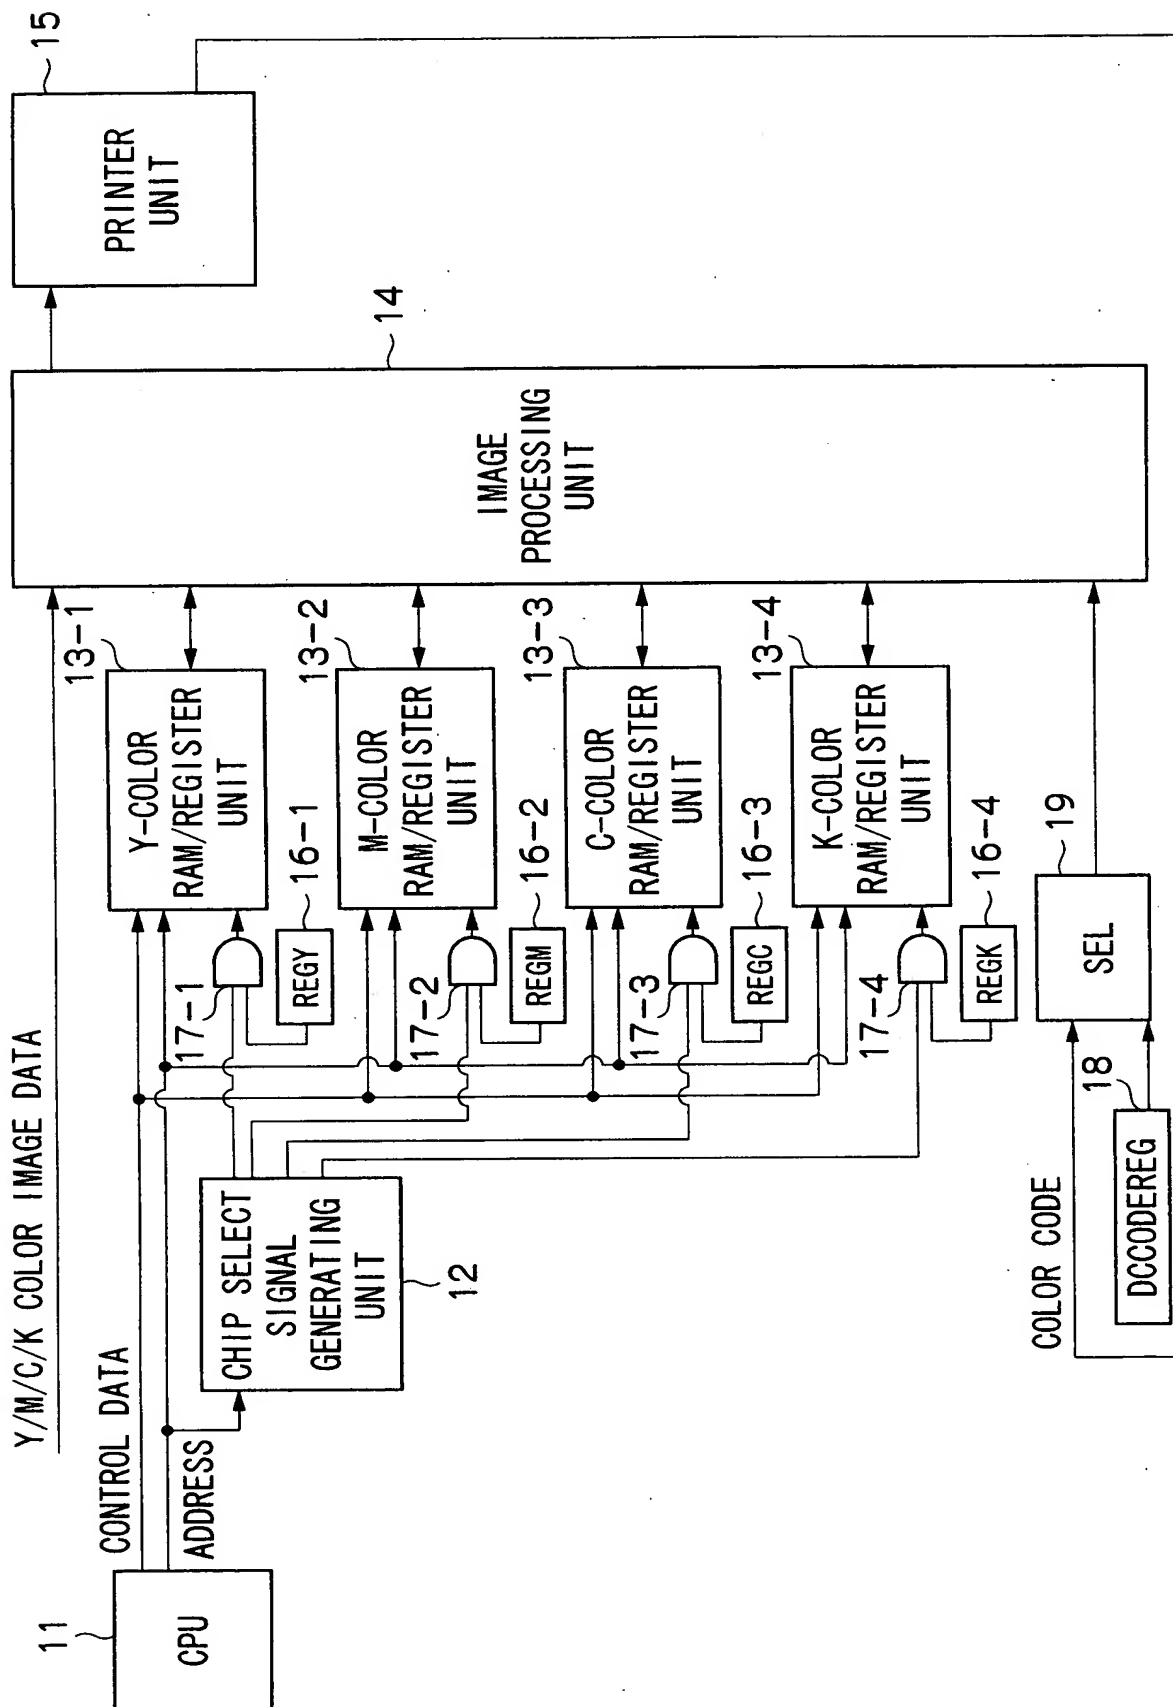 Y/M/C/K COLOR IMAGE DATA
11
CPU
CONTROL DATA
ADDRESS
CHIP SELECT
SIGNAL
GENERATING
UNIT
12
17-1
REGY
16-1
13-1
Y-COLOR
RAM/REGISTER
UNIT
17-2
REGM
16-2
13-2
M-COLOR
RAM/REGISTER
UNIT
17-3
REGC
16-3
13-3
C-COLOR
RAM/REGISTER
UNIT
17-4
REGK
16-4
13-4
K-COLOR
RAM/REGISTER
UNIT
COLOR CODE
DCCODEREG
18
SEL
19
IMAGE
PROCESSING
UNIT
14
PRINTER
UNIT
15